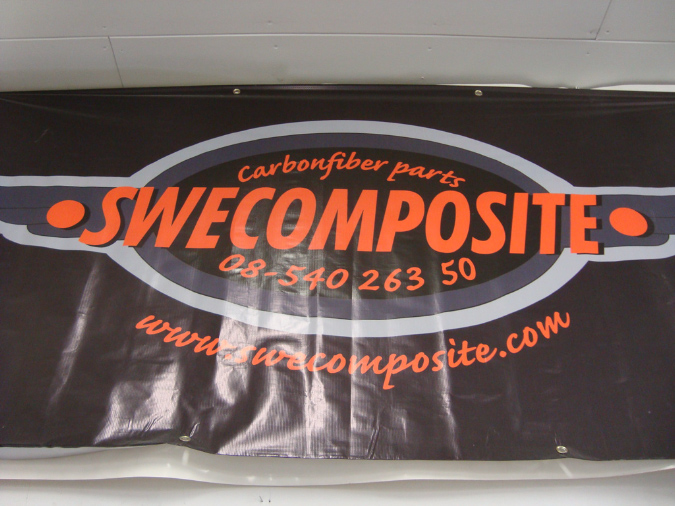 Carbonfiber parts
SWECOMPOSITE
08-540 263 50
www.swecomposite.com